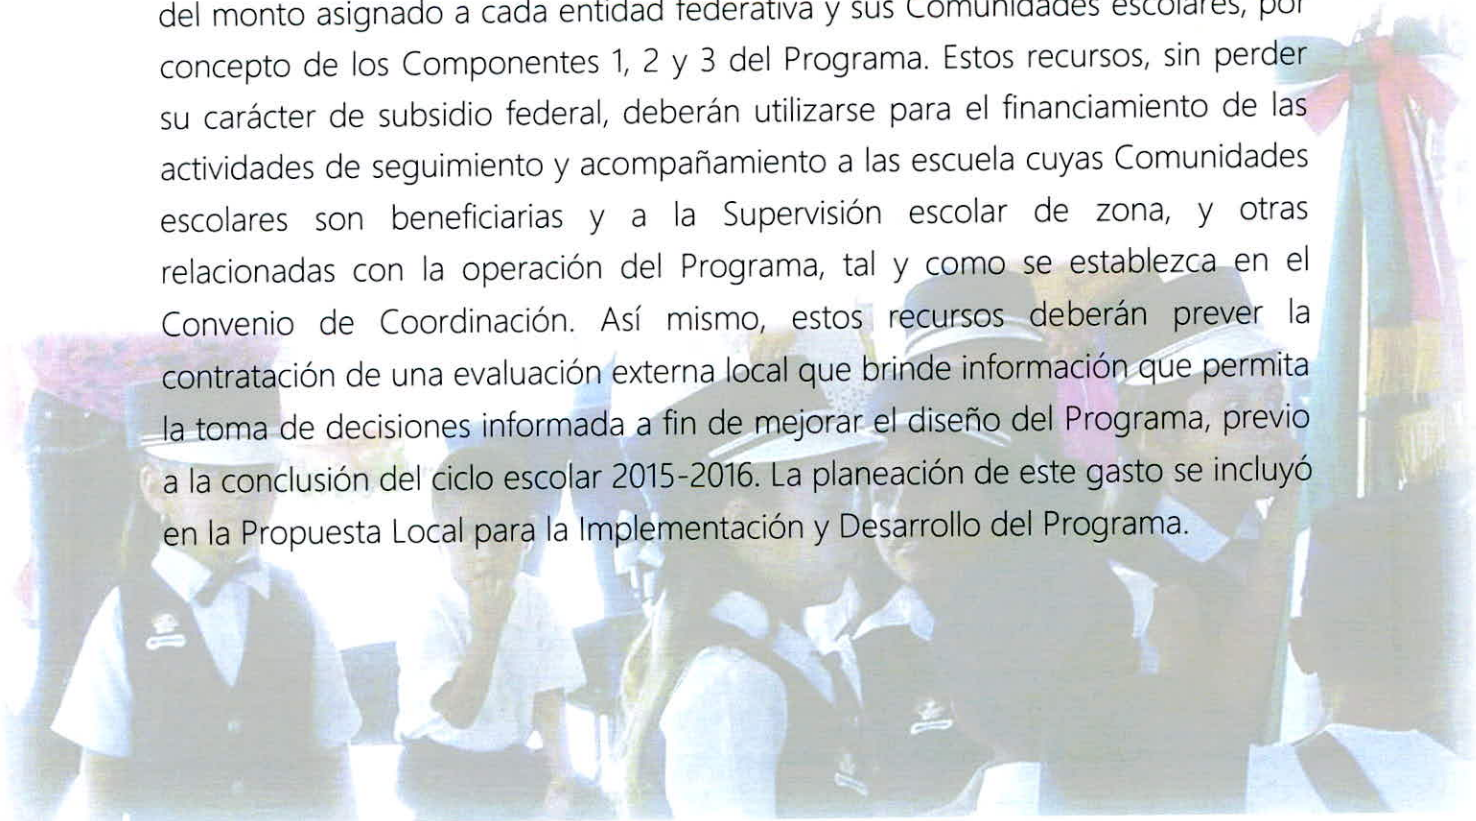 del monto asignado a cada entidad federativa y sus Comunidades escolares, por
concepto de los Componentes 1, 2 y 3 del Programa. Estos recursos, sin perder
su carácter de subsidio federal, deberán utilizarse para el financiamiento de las
actividades de seguimiento y acompañamiento a las escuela cuyas Comunidades
escolares son beneficiarias y a la Supervisión escolar de zona, y otras
relacionadas con la operación del Programa, tal y como se establezca en el
Convenio de Coordinación. Así mismo, estos recursos deberán prever la
contratación de una evaluación externa local que brinde información que permita
la toma de decisiones informada a fin de mejorar el diseño del Programa, previo
a la conclusión del ciclo escolar 2015-2016. La planeación de este gasto se incluyó
en la Propuesta Local para la Implementación y Desarrollo del Programa.